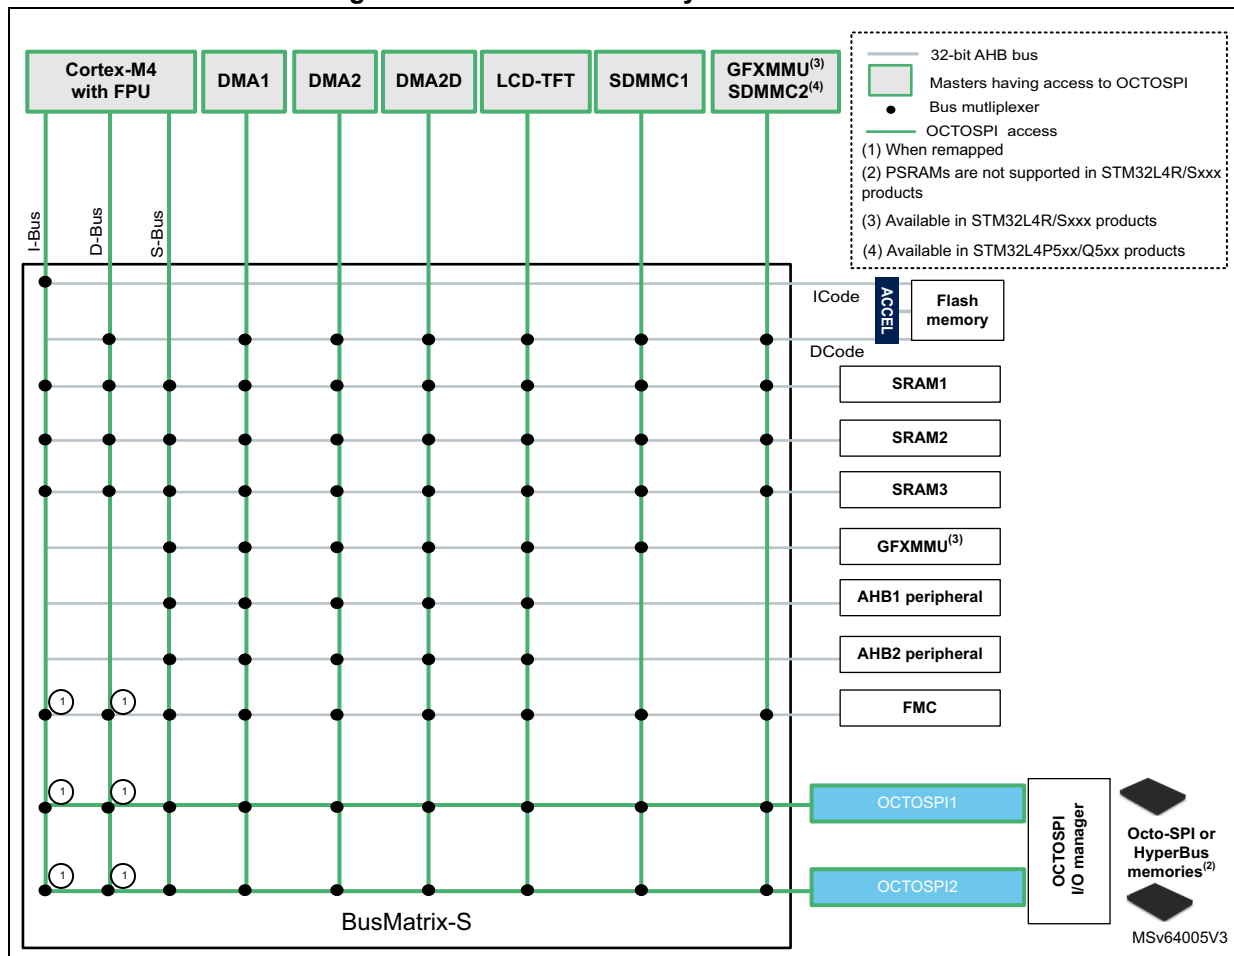 Cortex-M4
with FPU
DMA1
DMA2
DMA2D
LCD-TFT
SDMMC1
GFXMMU(3)
SDMMC2(4)
32-bit AHB bus
Masters having access to OCTOSPI
Bus mutliplexer
OCTOSPI access
(1) When remapped
(2) PSRAMs are not supported in STM32L4R/Sxxx
products
(3) Available in STM32L4R/Sxxx products
(4) Available in STM32L4P5xx/Q5xx products
I-Bus
D-Bus
S-Bus
ICode
ACCEL
Flash
memory
DCode
SRAM1
SRAM2
SRAM3
GFXMMU(3)
AHB1 peripheral
AHB2 peripheral
1
1
FMC
1
1
OCTOSPI1
OCTOSPI
I/O manager
Octo-SPI or
HyperBus
memories(2)
1
1
OCTOSPI2
BusMatrix-S
MSv64005V3